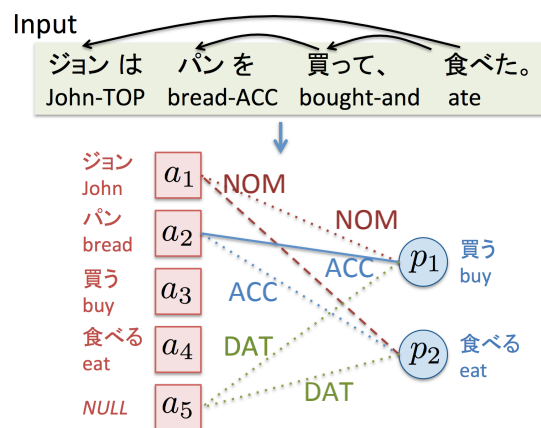 Input
ジョン は パン を 買って、 食べた。
John-TOP bread-ACC bought-and ate
ジョン
John
a1
NOM
NOM
パン
bread
a2
ACC
ACC
p1
買う
buy
買う
buy
a3
食べる
eat
a4
DAT
p2
食べる
eat
NULL
a5
DAT